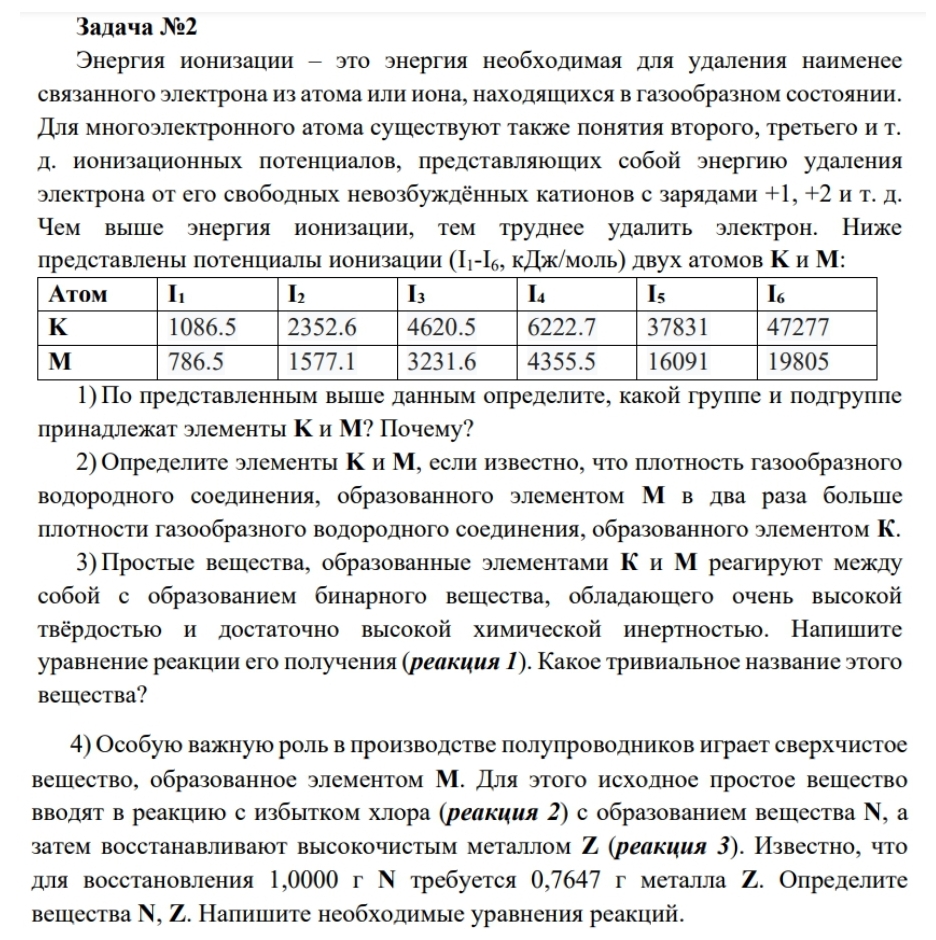 Задача №2
Энергия ионизации – это энергия необходимая для удаления наименее
связанного электрона из атома или иона, находящихся в газообразном состоянии.
Для многоэлектронного атома существуют также понятия второго, третьего и т.
д. ионизационных потенциалов, представляющих собой энергию удаления
электрона от его свободных невозбуждённых катионов с зарядами +1, +2 и т. д.
Чем выше энергия ионизации, тем труднее удалить электрон. Ниже
представлены потенциалы ионизации (I₁-I₆, кДж/моль) двух атомов K и M:
Атом I₁ I₂ I₃ I₄ I₅ I₆
K 1086.5 2352.6 4620.5 6222.7 37831 47277
M 786.5 1577.1 3231.6 4355.5 16091 19805
1) По представленным выше данным определите, какой группе и подгруппе
принадлежат элементы K и M? Почему?
2) Определите элементы K и M, если известно, что плотность газообразного
водородного соединения, образованного элементом M в два раза больше
плотности газообразного водородного соединения, образованного элементом K.
3) Простые вещества, образованные элементами K и M реагируют между
собой с образованием бинарного вещества, обладающего очень высокой
твёрдостью и достаточно высокой химической инертностью. Напишите
уравнение реакции его получения (реакция 1). Какое тривиальное название этого
вещества?
4) Особую важную роль в производстве полупроводников играет сверхчистое
вещество, образованное элементом M. Для этого исходное простое вещество
вводят в реакцию с избытком хлора (реакция 2) с образованием вещества N, а
затем восстанавливают высокочистым металлом Z (реакция 3). Известно, что
для восстановления 1,0000 г N требуется 0,7647 г металла Z. Определите
вещества N, Z. Напишите необходимые уравнения реакций.